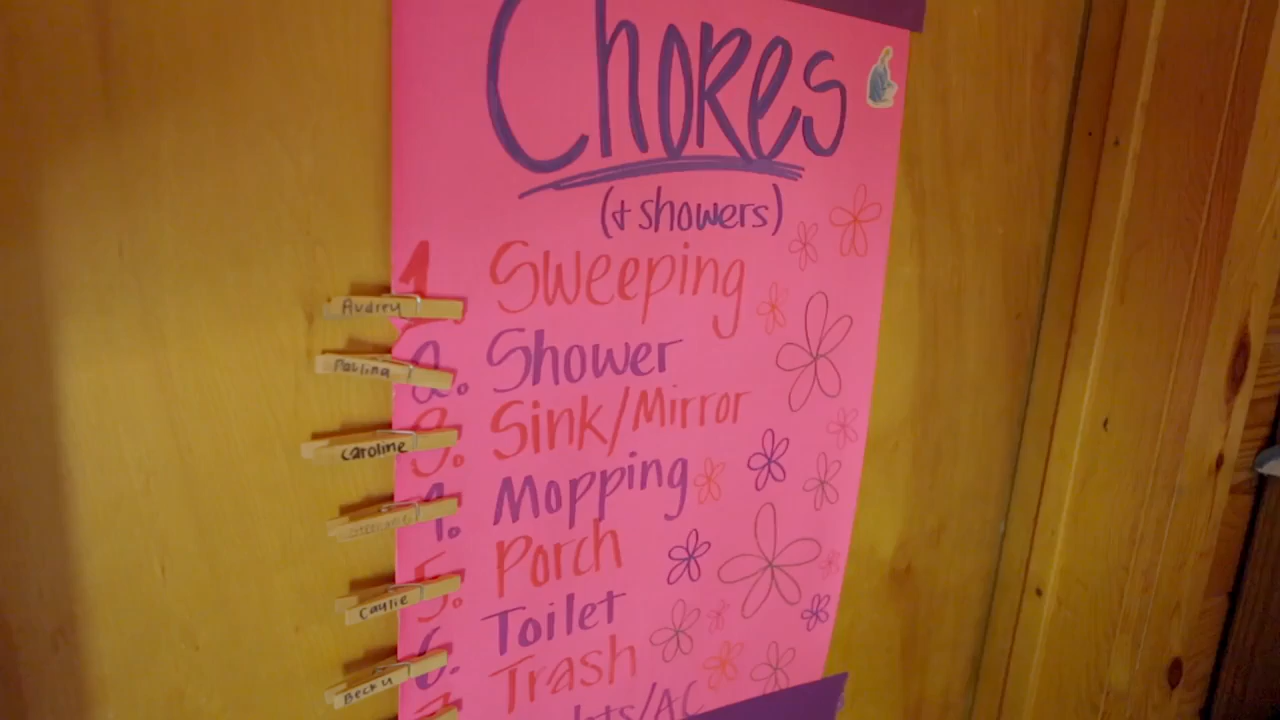 Chores
(& showers)
Audrey 1. Sweeping
Paulina 2. Shower
Caroline 3. Sink/Mirror
4. Mopping
Caylie 5. Porch
Becky 6. Toilet
7. Trash
/AC